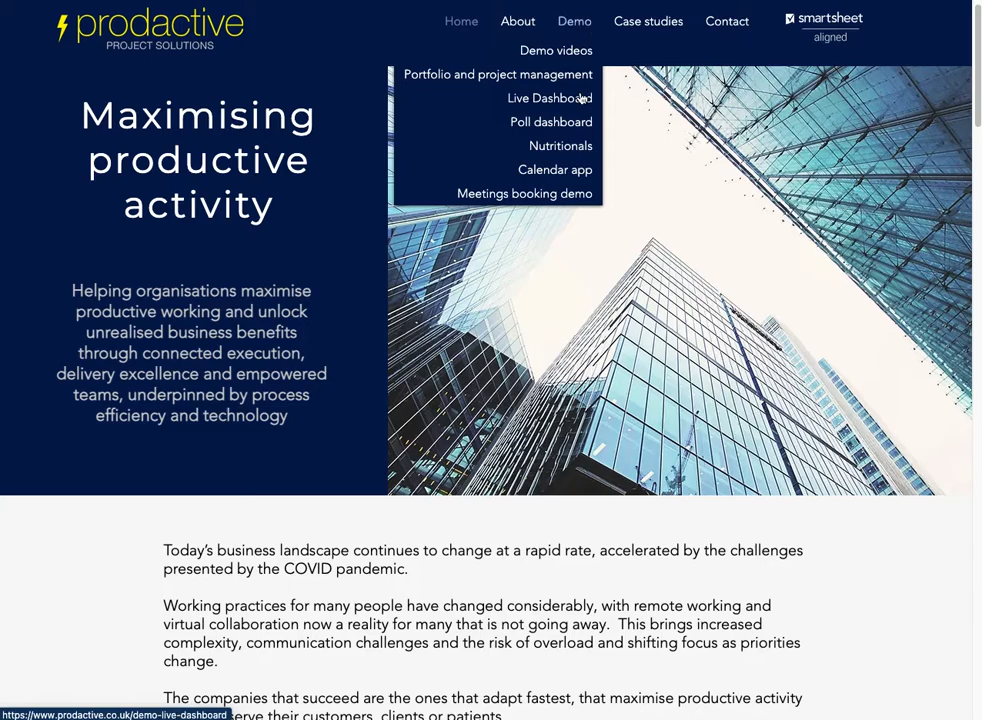 prodactive
PROJECT SOLUTIONS
Home About Demo Case studies Contact
smartsheet
aligned
Demo videos
Portfolio and project management
Live Dashboard
Poll dashboard
Nutritionals
Calendar app
Meetings booking demo
Maximising
productive
activity
Helping organisations maximise
productive working and unlock
unrealised business benefits
through connected execution,
delivery excellence and empowered
teams, underpinned by process
efficiency and technology
Today's business landscape continues to change at a rapid rate, accelerated by the challenges
presented by the COVID pandemic.
Working practices for many people have changed considerably, with remote working and
virtual collaboration now a reality for many that is not going away. This brings increased
complexity, communication challenges and the risk of overload and shifting focus as priorities
change.
The companies that succeed are the ones that adapt fastest, that maximise productive activity
serve their customers, clients or patients.
https://www.prodactive.co.uk/demo-live-dashboard